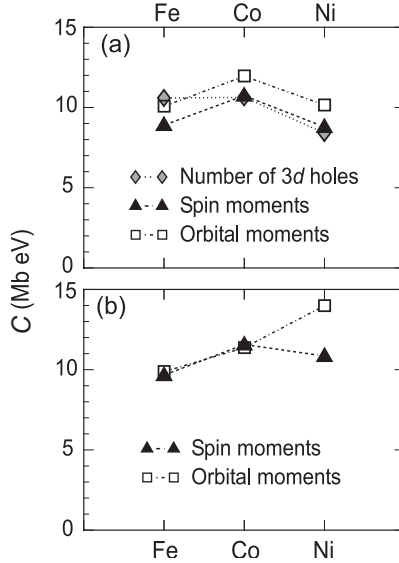 Fe Co Ni
15
(a)
10
Number of 3d holes
5
Spin moments
Orbital moments
0
C (Mb eV)
15
(b)
10
5
Spin moments
Orbital moments
0
Fe Co Ni